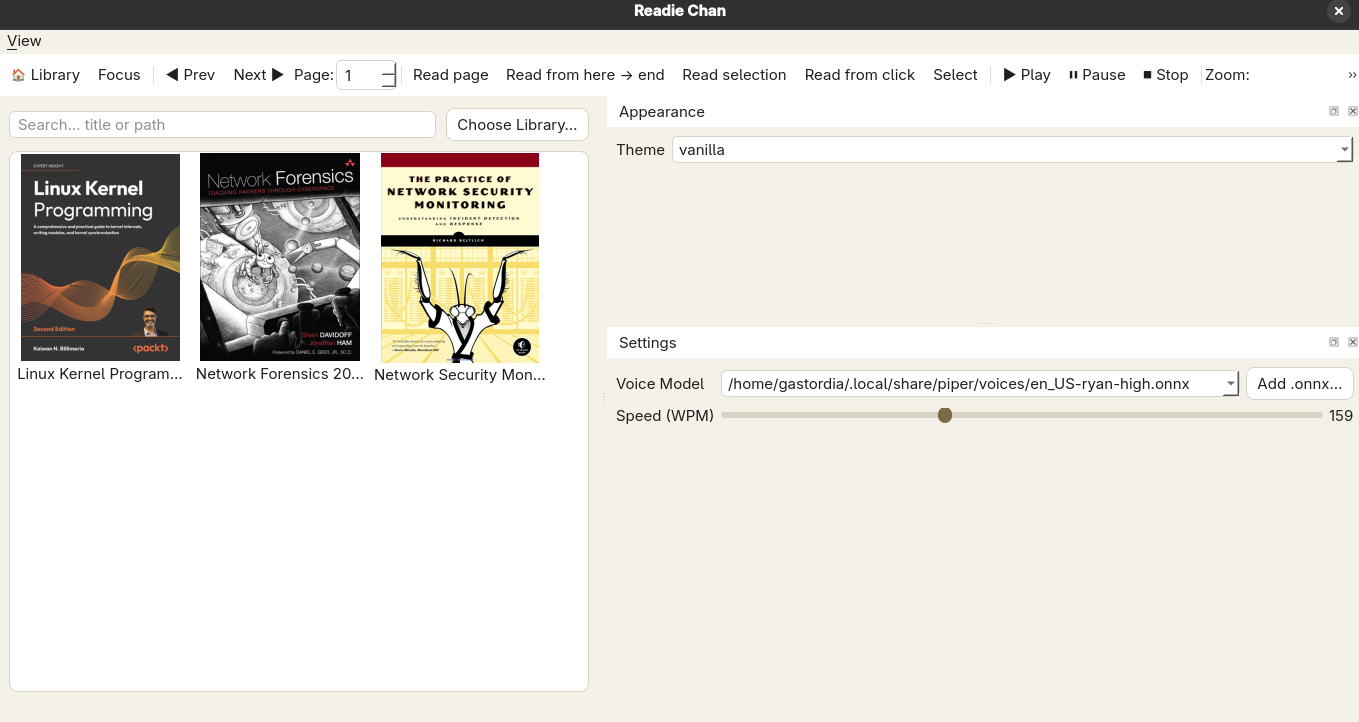 Readie Chan
View
🏠 Library Focus ◀ Prev Next ▶ Page: 1 Read page Read from here → end Read selection Read from click Select ▶ Play ⏸ Pause ⏹ Stop Zoom: »
Search... title or path
Choose Library...
EXPERT INSIGHT
Linux Kernel
Programming
A comprehensive and practical guide to kernel internals,
writing modules, and kernel synchronization
Second Edition
Kaiwan N. Billimoria
<packt>
Linux Kernel Program...
Network Forensics
TRACKING HACKERS THROUGH CYBERSPACE
Sherri DAVIDOFF
Jonathan HAM
Foreword by DANIEL E. GEER, JR., SC.D.
Network Forensics 20...
THE PRACTICE OF
NETWORK SECURITY
MONITORING
UNDERSTANDING INCIDENT DETECTION
AND RESPONSE
RICHARD BEJTLICH
Network Security Mon...
Appearance
Theme vanilla
Settings
Voice Model /home/gastordia/.local/share/piper/voices/en_US-ryan-high.onnx Add .onnx...
Speed (WPM) 159